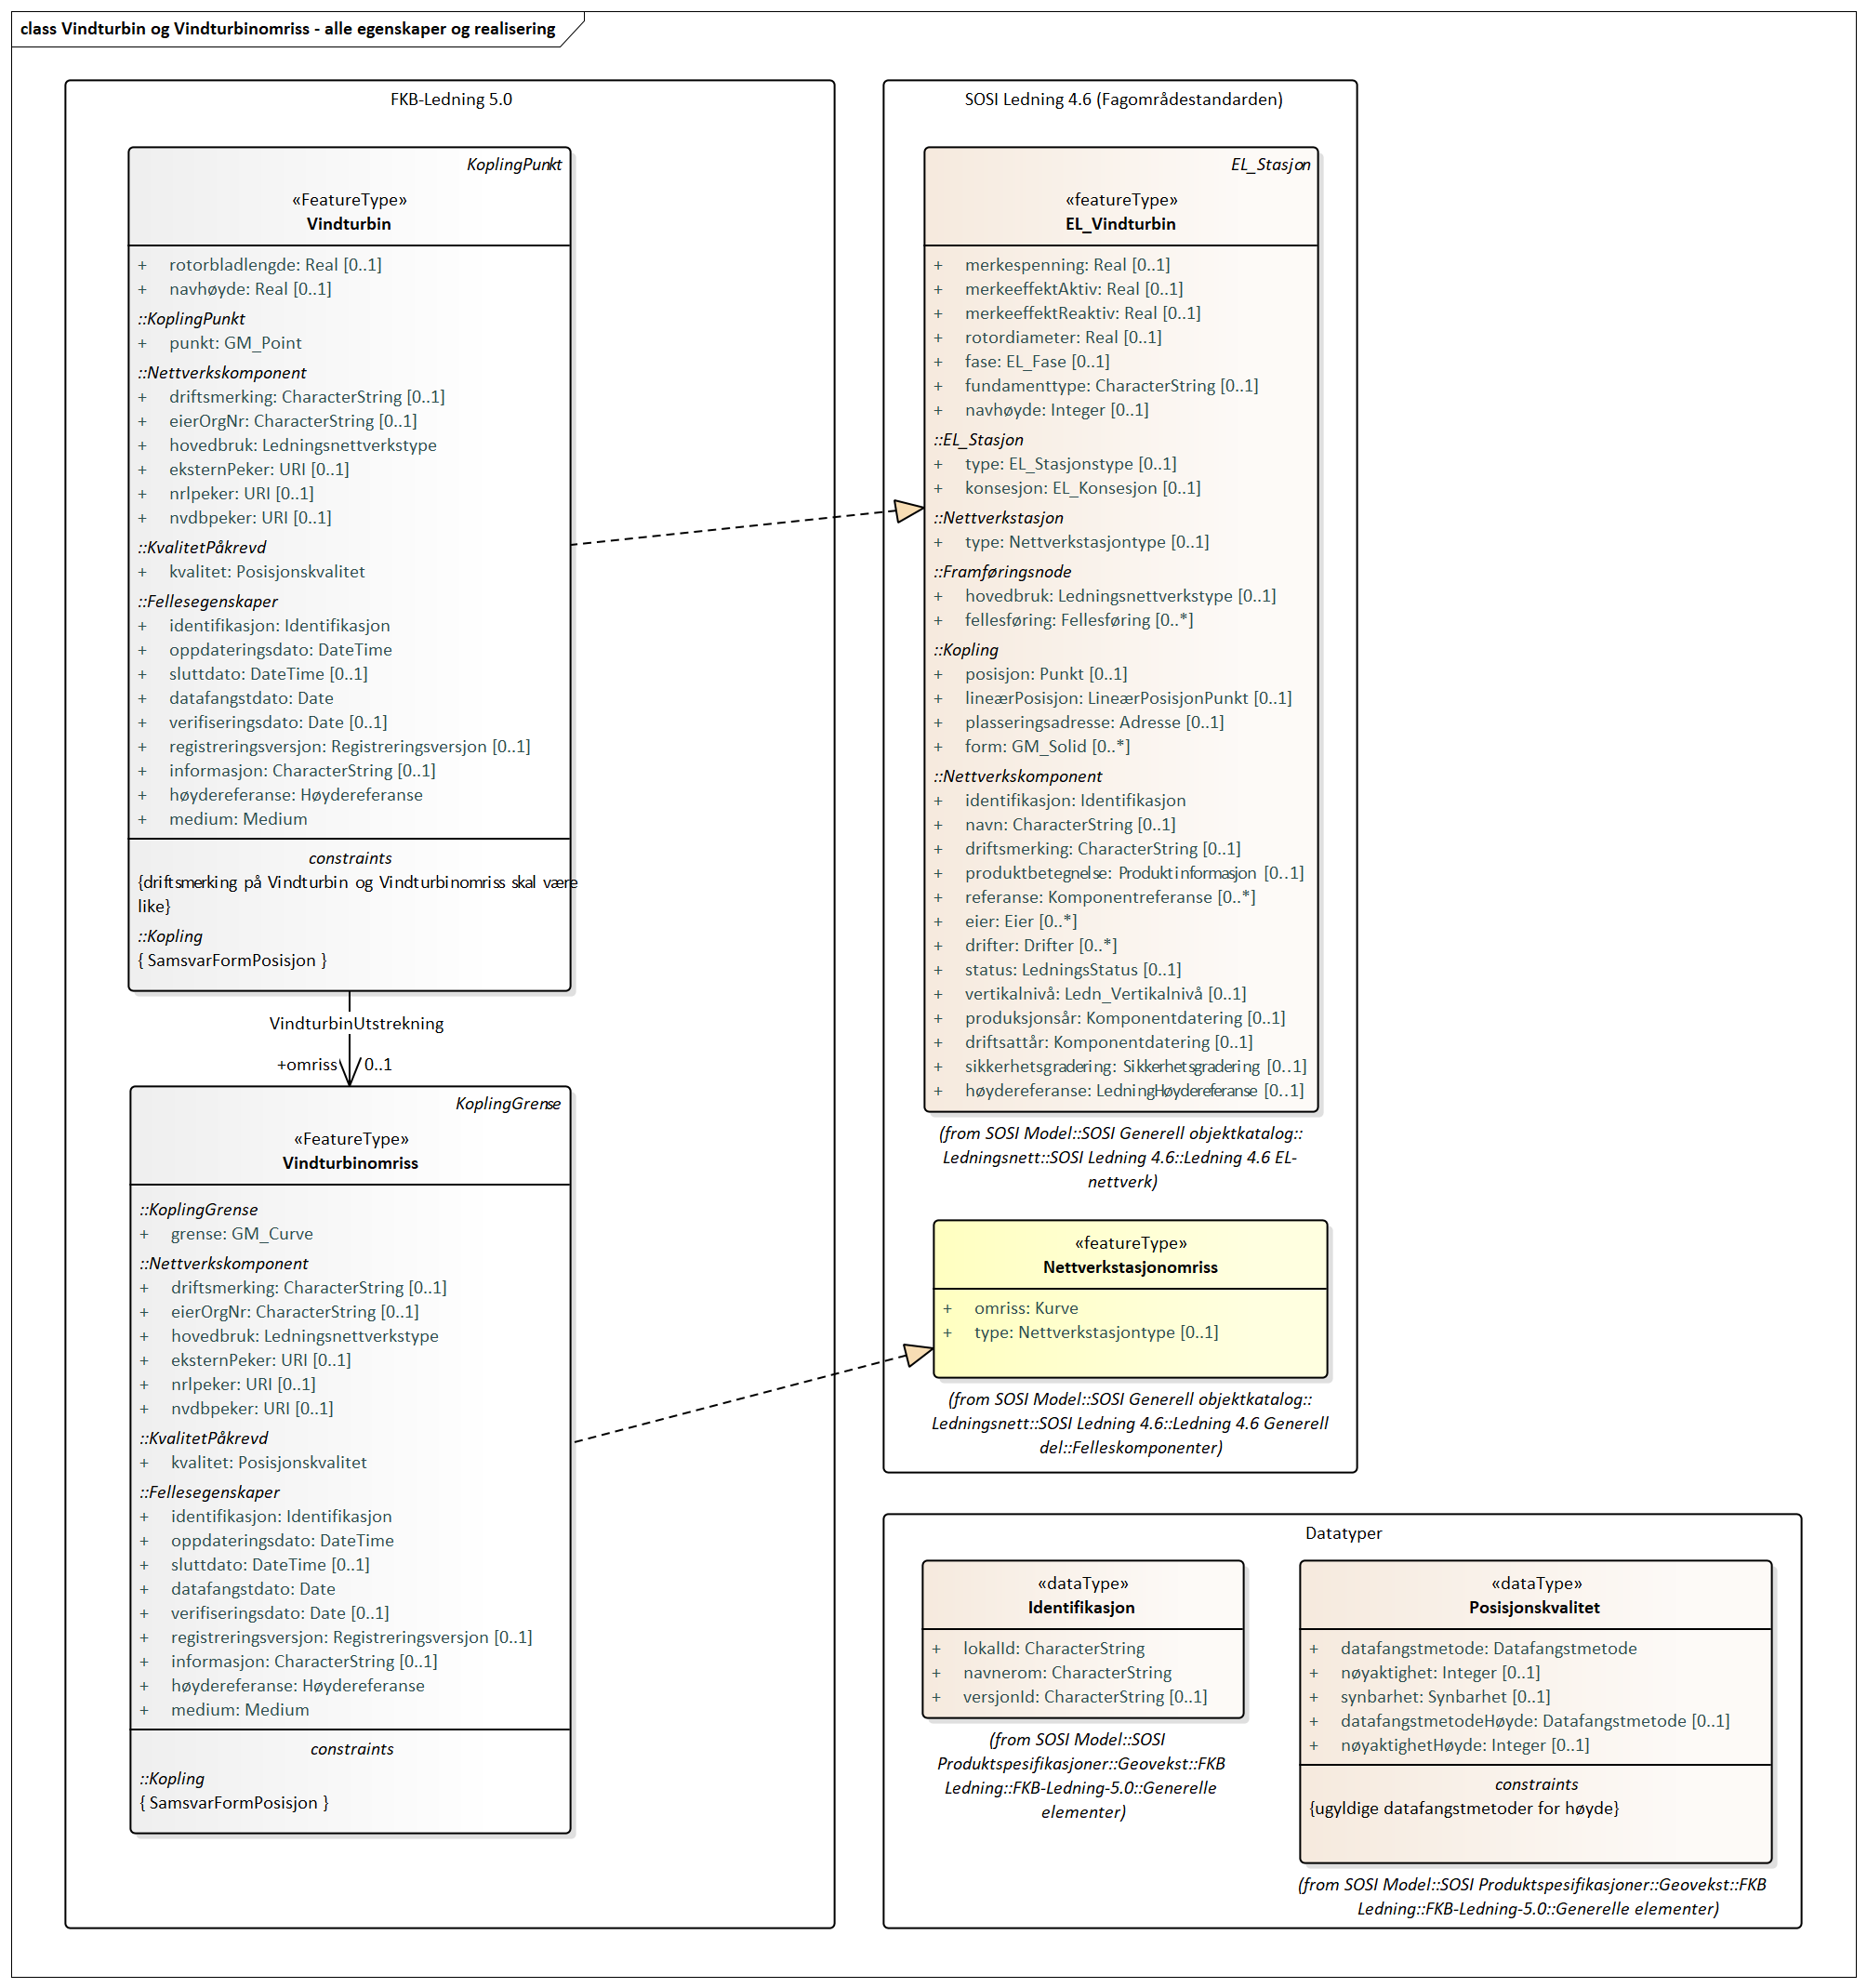 class Vindturbin og Vindturbinomriss - alle egenskaper og realisering
FKB-Ledning 5.0
KoplingPunkt
«FeatureType»
Vindturbin
+ rotorbladlengde: Real [0..1]
+ navhøyde: Real [0..1]
::KoplingPunkt
+ punkt: GM_Point
::Nettverkskomponent
+ driftsmerking: CharacterString [0..1]
+ eierOrgNr: CharacterString [0..1]
+ hovedbruk: Ledningsnettverkstype
+ eksternPeker: URI [0..1]
+ nrlpeker: URI [0..1]
+ nvdbpeker: URI [0..1]
::KvalitetPåkrevd
+ kvalitet: Posisjonskvalitet
::Fellesegenskaper
+ identifikasjon: Identifikasjon
+ oppdateringsdato: DateTime
+ sluttdato: DateTime [0..1]
+ datafangstdato: Date
+ verifiseringsdato: Date [0..1]
+ registreringsversjon: Registreringsversjon [0..1]
+ informasjon: CharacterString [0..1]
+ høydereferanse: Høydereferanse
+ medium: Medium
constraints
{driftsmerking på Vindturbin og Vindturbinomriss skal være
like}
::Kopling
{ SamsvarFormPosisjon }
VindturbinUtstrekning
+omriss 0..1
KoplingGrense
«FeatureType»
Vindturbinomriss
::KoplingGrense
+ grense: GM_Curve
::Nettverkskomponent
+ driftsmerking: CharacterString [0..1]
+ eierOrgNr: CharacterString [0..1]
+ hovedbruk: Ledningsnettverkstype
+ eksternPeker: URI [0..1]
+ nrlpeker: URI [0..1]
+ nvdbpeker: URI [0..1]
::KvalitetPåkrevd
+ kvalitet: Posisjonskvalitet
::Fellesegenskaper
+ identifikasjon: Identifikasjon
+ oppdateringsdato: DateTime
+ sluttdato: DateTime [0..1]
+ datafangstdato: Date
+ verifiseringsdato: Date [0..1]
+ registreringsversjon: Registreringsversjon [0..1]
+ informasjon: CharacterString [0..1]
+ høydereferanse: Høydereferanse
+ medium: Medium
constraints
::Kopling
{ SamsvarFormPosisjon }
SOSI Ledning 4.6 (Fagområdestandarden)
EL_Stasjon
«featureType»
EL_Vindturbin
+ merkespenning: Real [0..1]
+ merkeeffektAktiv: Real [0..1]
+ merkeeffektReaktiv: Real [0..1]
+ rotordiameter: Real [0..1]
+ fase: EL_Fase [0..1]
+ fundamenttype: CharacterString [0..1]
+ navhøyde: Integer [0..1]
::EL_Stasjon
+ type: EL_Stasjonstype [0..1]
+ konsesjon: EL_Konsesjon [0..1]
::Nettverkstasjon
+ type: Nettverkstasjontype [0..1]
::Framføringsnode
+ hovedbruk: Ledningsnettverkstype [0..1]
+ fellesføring: Fellesføring [0..*]
::Kopling
+ posisjon: Punkt [0..1]
+ lineærPosisjon: LineærPosisjonPunkt [0..1]
+ plasseringsadresse: Adresse [0..1]
+ form: GM_Solid [0..*]
::Nettverkskomponent
+ identifikasjon: Identifikasjon
+ navn: CharacterString [0..1]
+ driftsmerking: CharacterString [0..1]
+ produktbetegnelse: Produktinformasjon [0..1]
+ referanse: Komponentreferanse [0..*]
+ eier: Eier [0..*]
+ drifter: Drifter [0..*]
+ status: LedningsStatus [0..1]
+ vertikalnivå: Ledn_Vertikalnivå [0..1]
+ produksjonsår: Komponentdatering [0..1]
+ driftsattår: Komponentdatering [0..1]
+ sikkerhetsgradering: Sikkerhetsgradering [0..1]
+ høydereferanse: LedningHøydereferanse [0..1]
(from SOSI Model::SOSI Generell objektkatalog::
Ledningsnett::SOSI Ledning 4.6::Ledning 4.6 EL-
nettverk)
«featureType»
Nettverkstasjonomriss
+ omriss: Kurve
+ type: Nettverkstasjontype [0..1]
(from SOSI Model::SOSI Generell objektkatalog::
Ledningsnett::SOSI Ledning 4.6::Ledning 4.6 Generell
del::Felleskomponenter)
Datatyper
«dataType»
Identifikasjon
+ lokalId: CharacterString
+ navnerom: CharacterString
+ versjonId: CharacterString [0..1]
(from SOSI Model::SOSI
Produktspesifikasjoner::Geovekst::FKB
Ledning::FKB-Ledning-5.0::Generelle
elementer)
«dataType»
Posisjonskvalitet
+ datafangstmetode: Datafangstmetode
+ nøyaktighet: Integer [0..1]
+ synbarhet: Synbarhet [0..1]
+ datafangstmetodeHøyde: Datafangstmetode [0..1]
+ nøyaktighetHøyde: Integer [0..1]
constraints
{ugyldige datafangstmetoder for høyde}
(from SOSI Model::SOSI Produktspesifikasjoner::Geovekst::FKB
Ledning::FKB-Ledning-5.0::Generelle elementer)